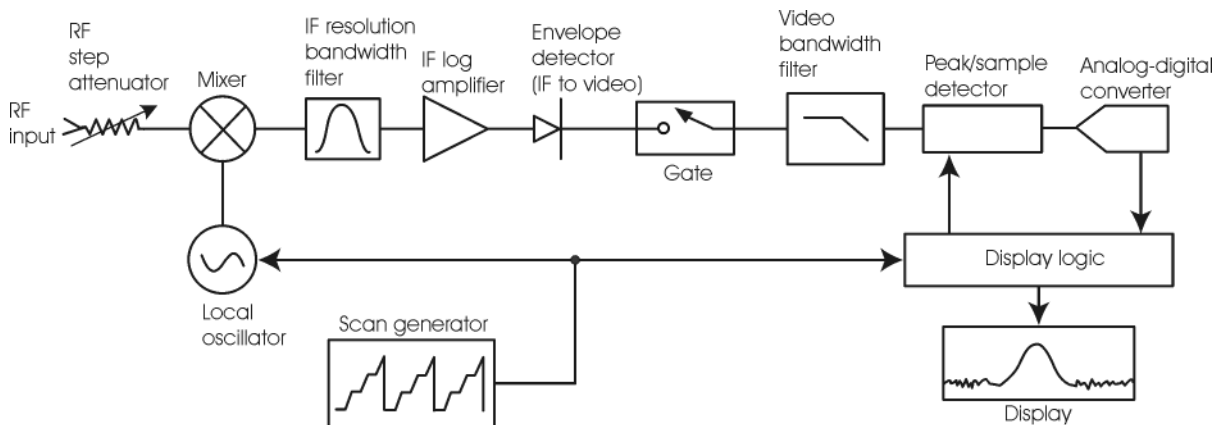 RF
step
attenuator
RF
input
Mixer
IF resolution
bandwidth
filter
IF log
amplifier
Envelope
detector
(IF to video)
Gate
Video
bandwidth
filter
Peak/sample
detector
Analog-digital
converter
Local
oscillator
Scan generator
Display logic
Display